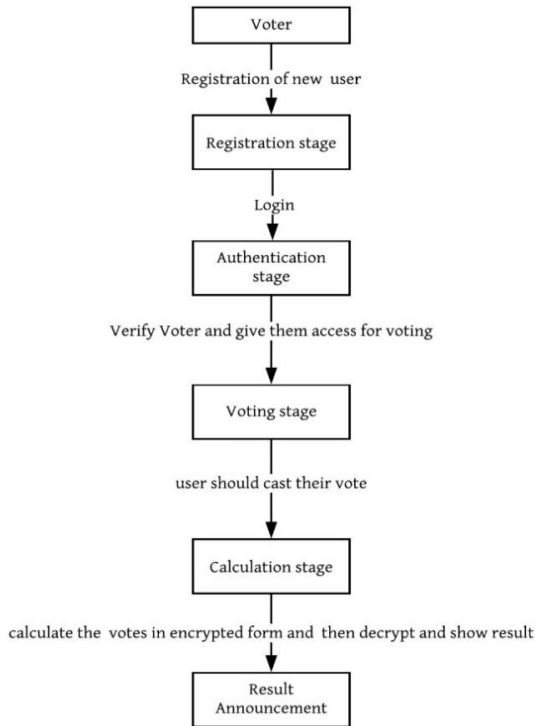 Voter
Registration of new user
Registration stage
Login
Authentication
stage
Verify Voter and give them access for voting
Voting stage
user should cast their vote
Calculation stage
calculate the votes in encrypted form and then decrypt and show result
Result
Announcement